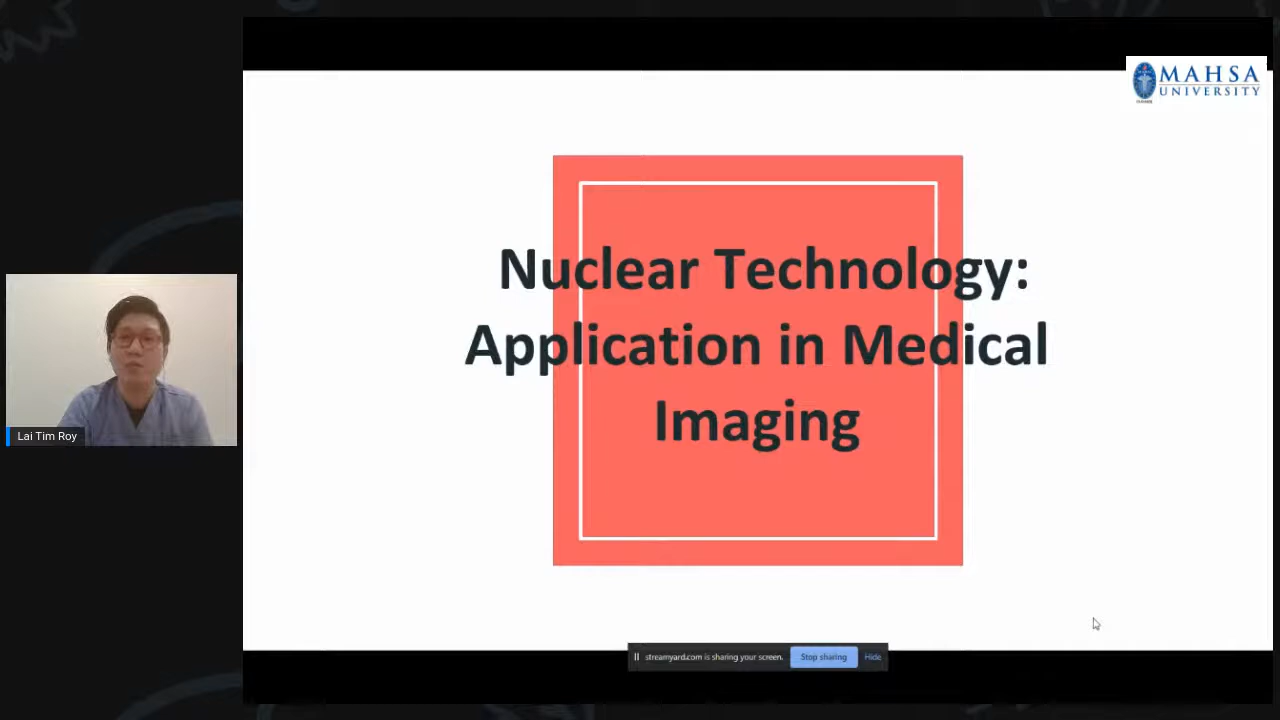 MAHSA
UNIVERSITY
Nuclear Technology:
Application in Medical
Imaging
Lai Tim Roy
streamyard.com is sharing your screen.
Stop sharing
Hide